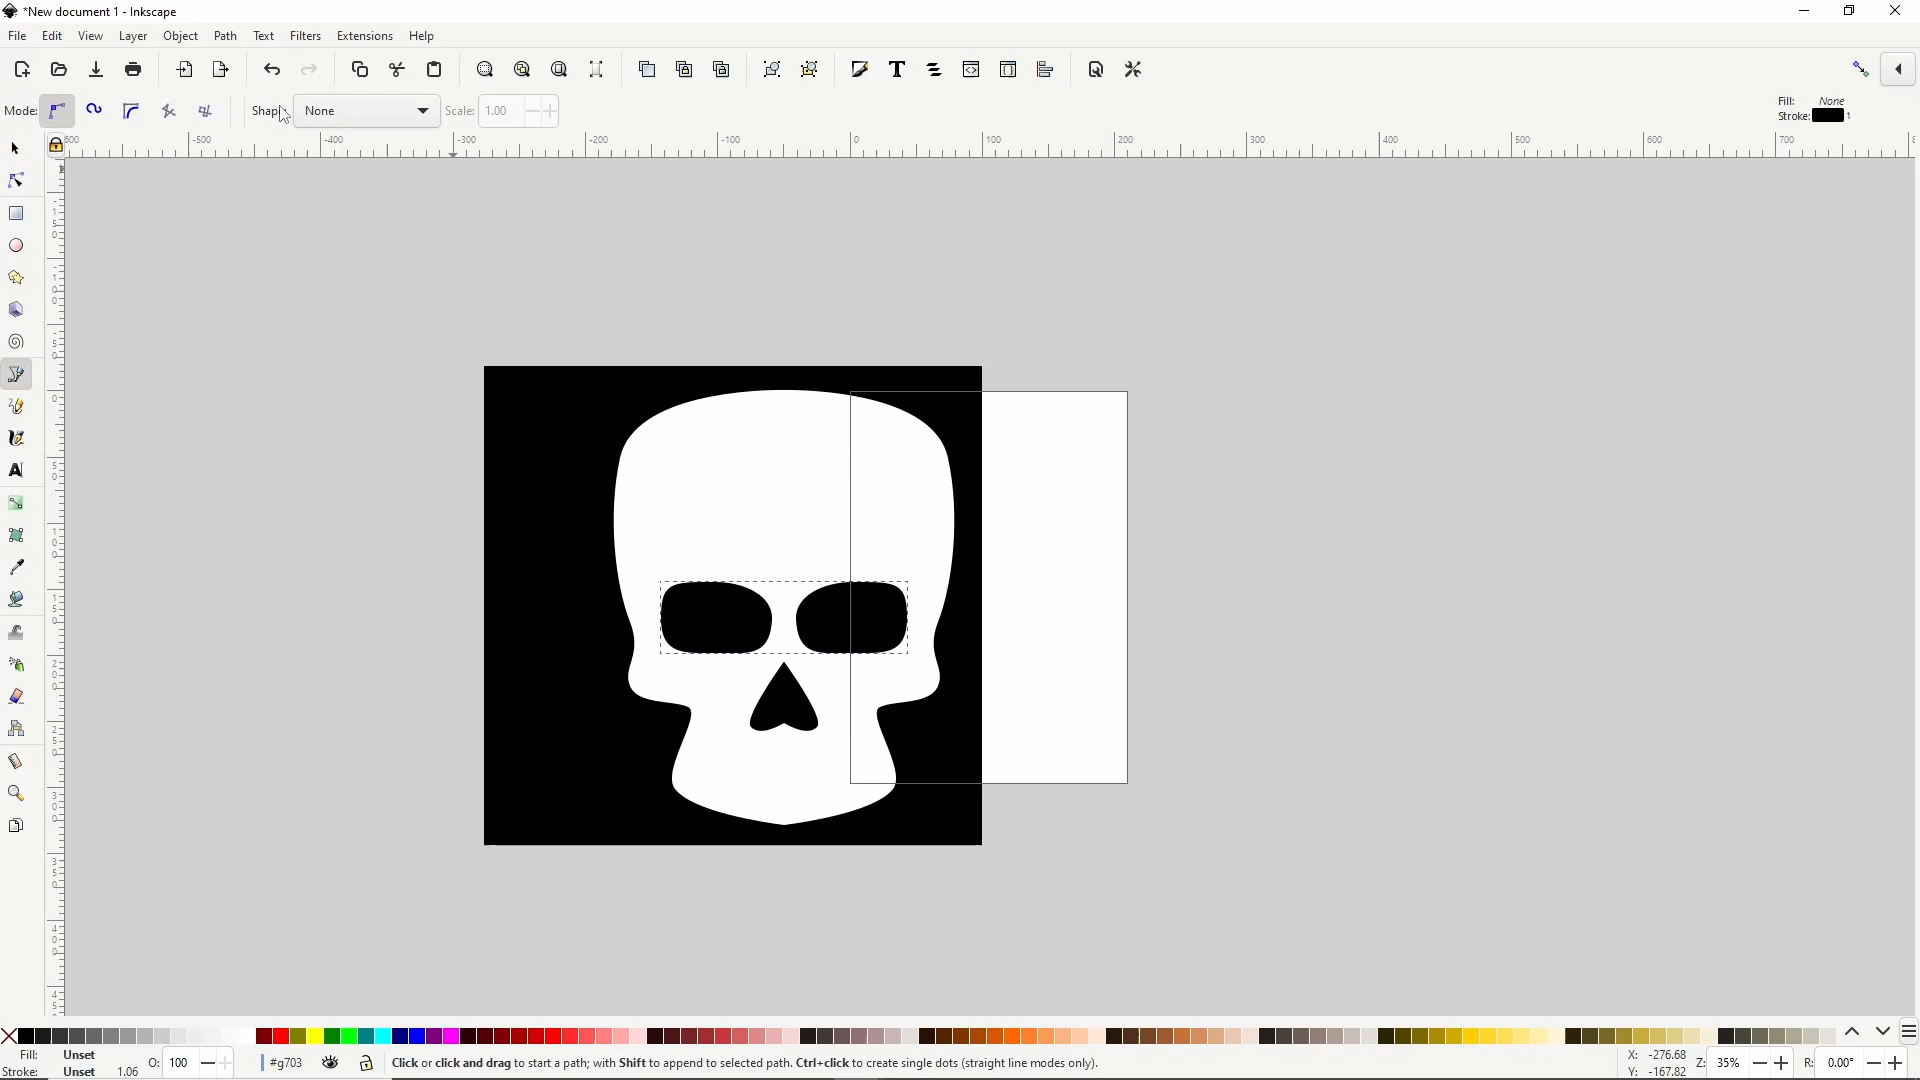 *New document 1 - Inkscape
File Edit View Layer Object Path Text Filters Extensions Help
Mode: Shap None Scale: 1.00
Fill: None
Stroke: 1
-500 -400 -300 -200 -100 0 100 200 300 400 500 600 700
Fill: Unset
Stroke: Unset 1.06
O: 100
#g703
Click or click and drag to start a path; with Shift to append to selected path. Ctrl+click to create single dots (straight line modes only).
X: -276.68
Y: -167.82
Z: 35%
R: 0.00°